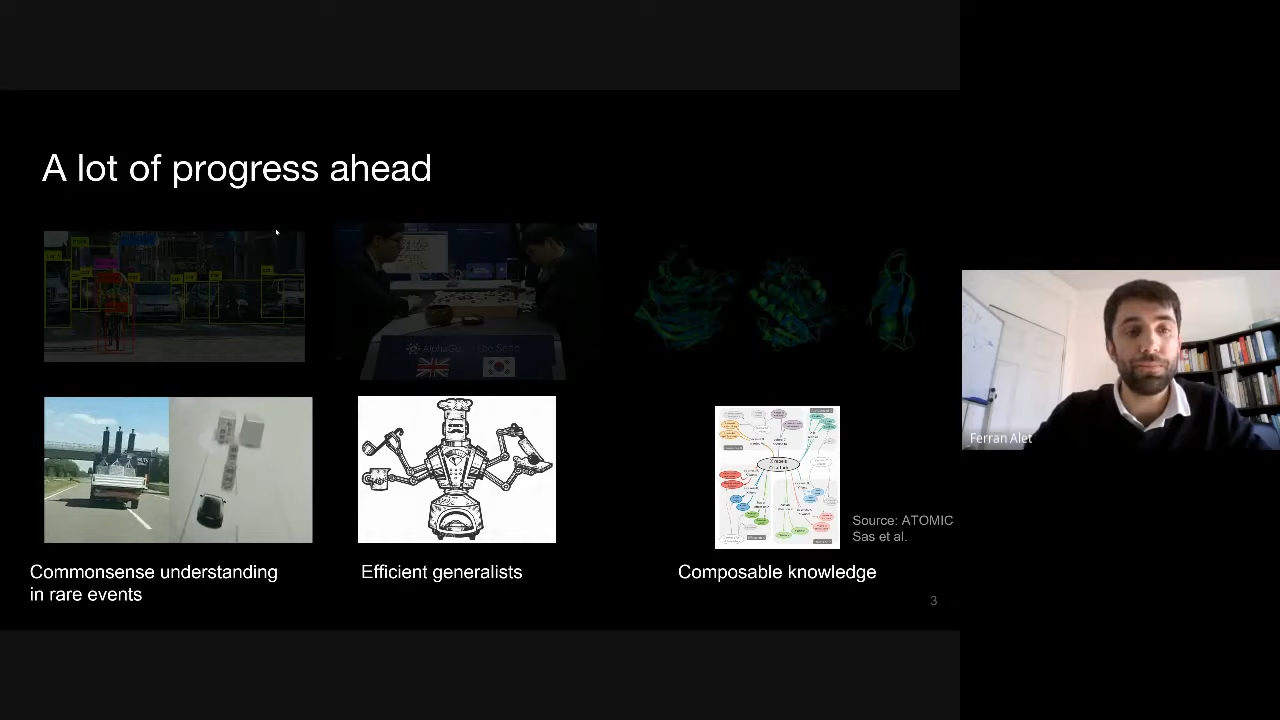 A lot of progress ahead
AlphaGo
Ferran Alet
Source: ATOMIC
Sas et al.
Commonsense understanding
in rare events
Efficient generalists
Composable knowledge
3